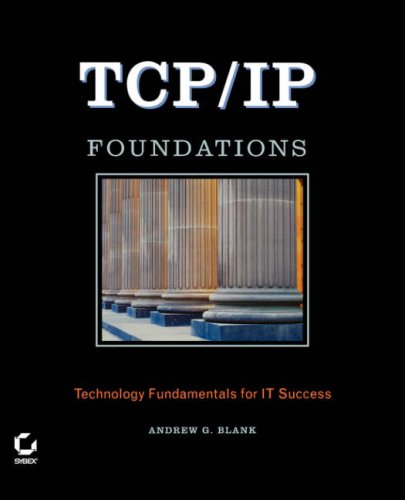 TCP/IP
FOUNDATIONS
Technology Fundamentals for IT Success
ANDREW G. BLANK
SYBEX®